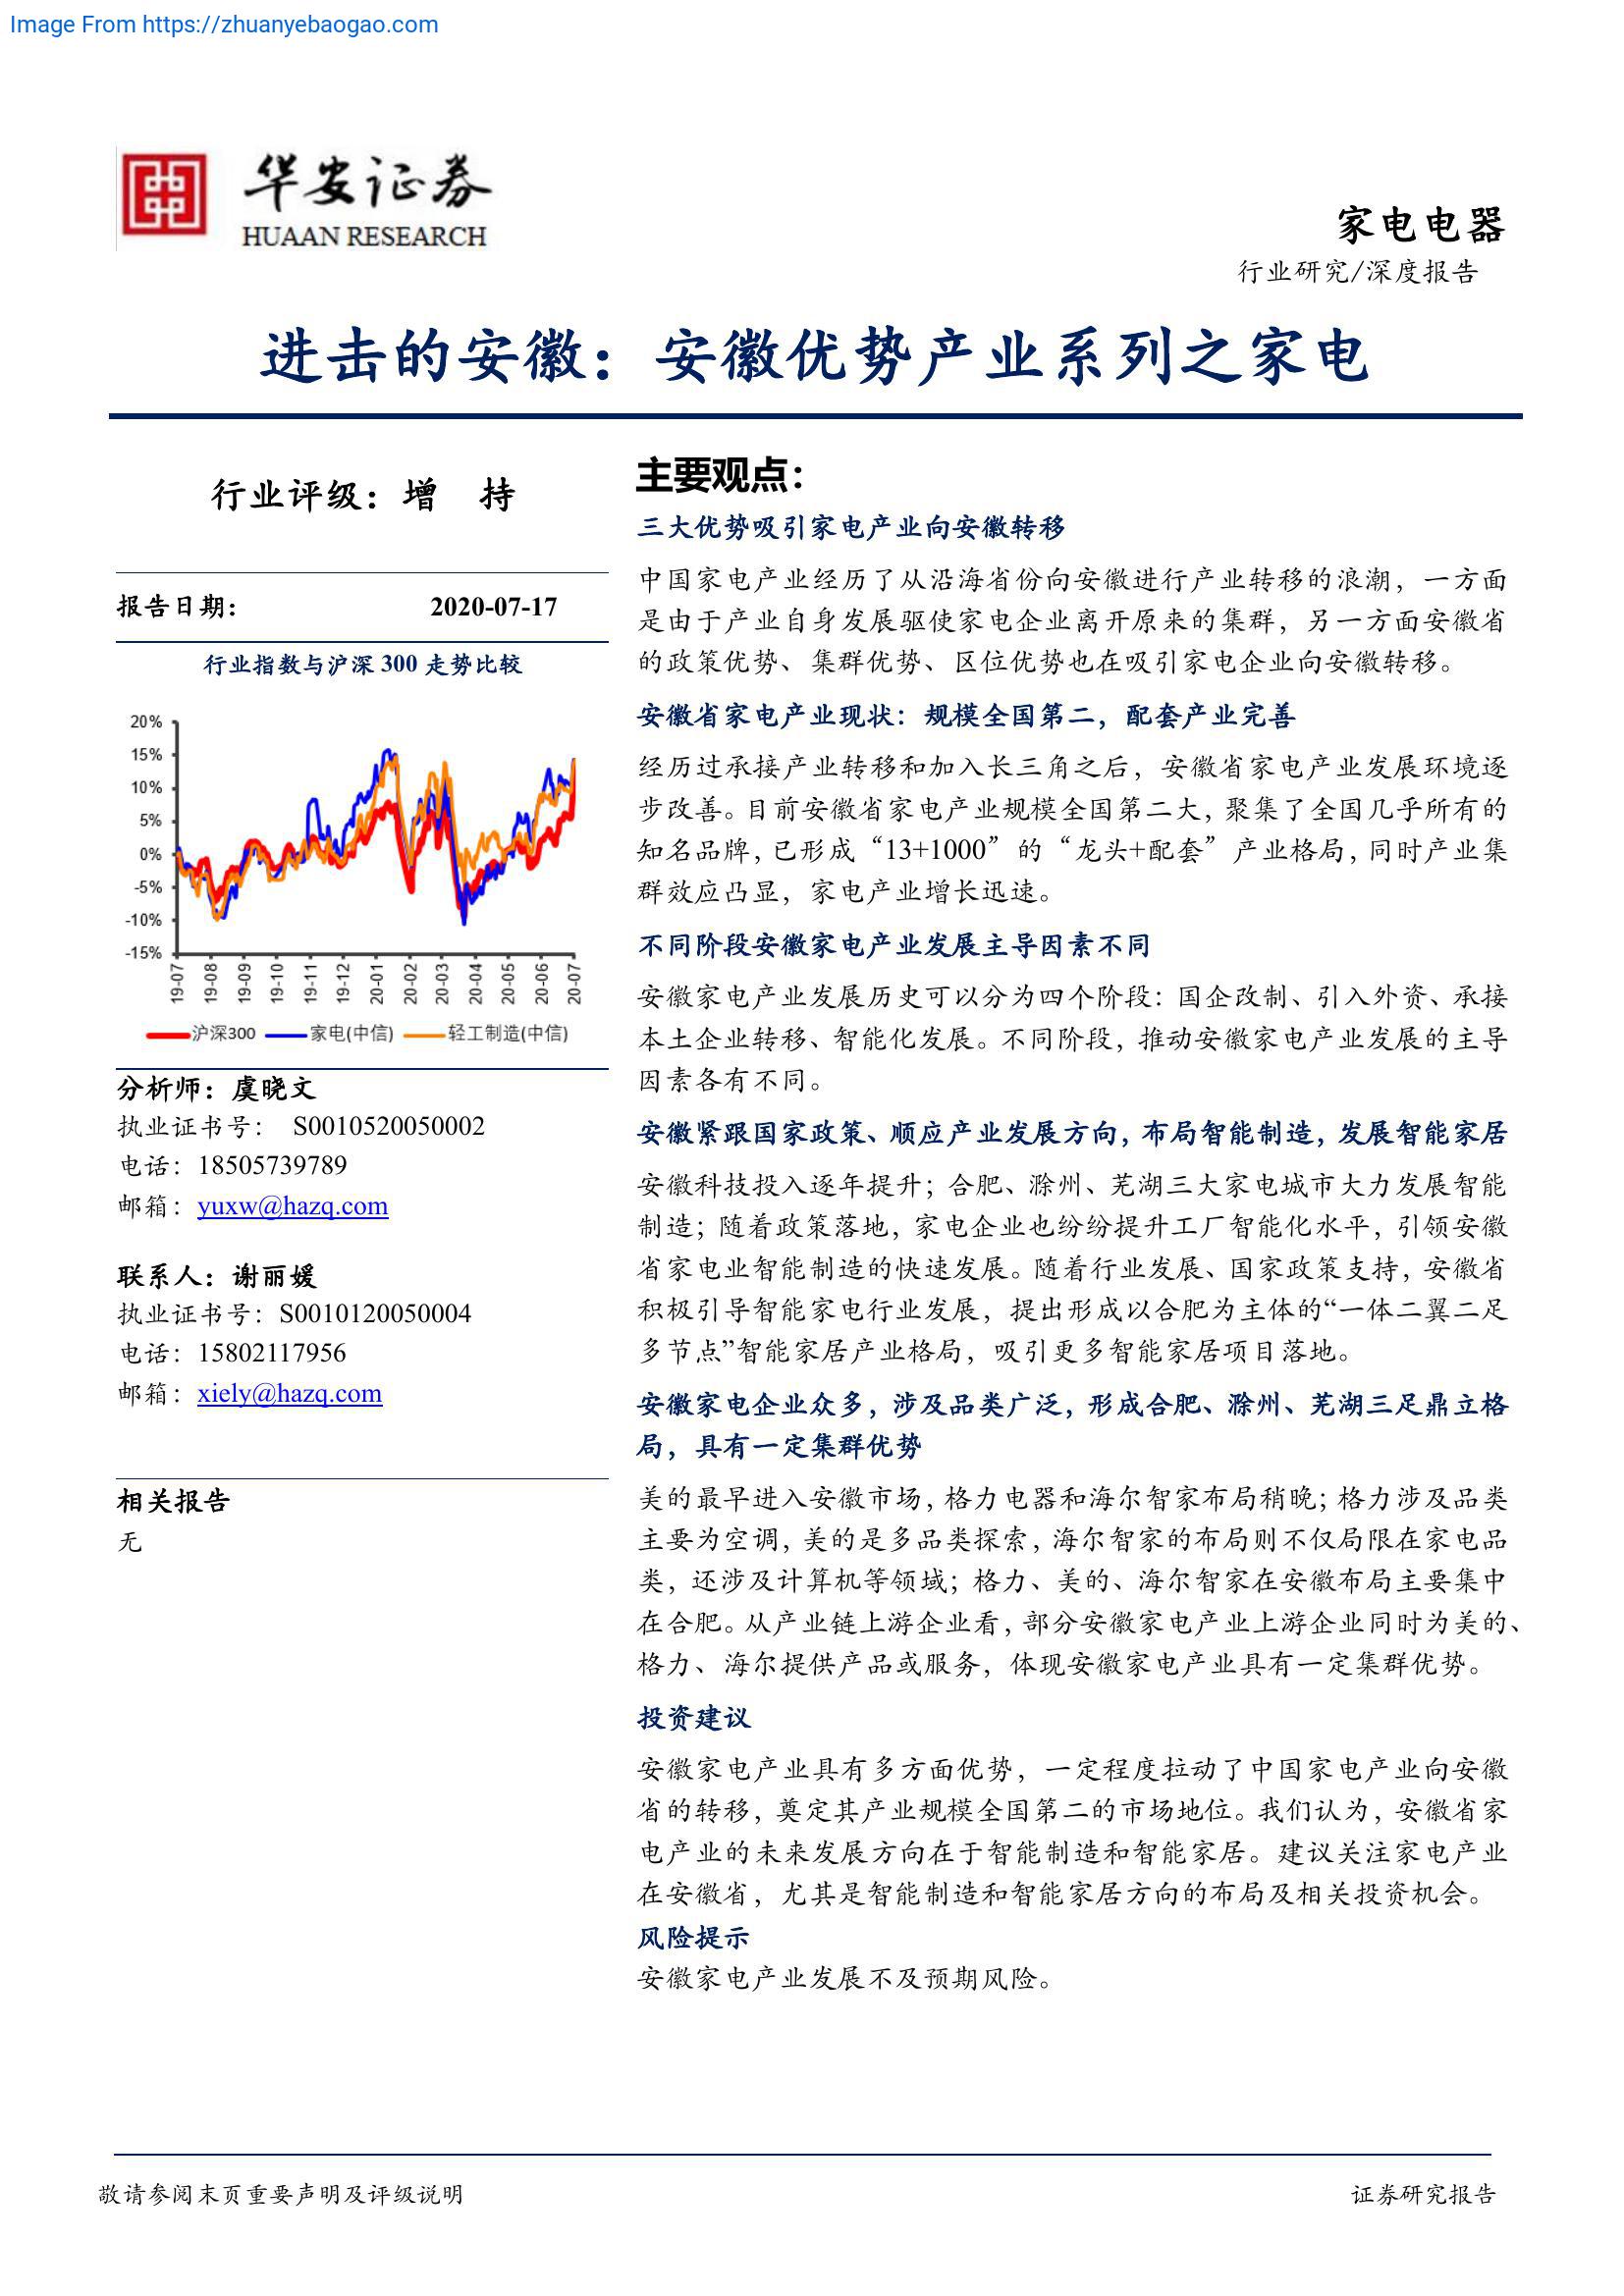 Image From https://zhuanyebaogao.com
华安证券
HUAAN RESEARCH
家电电器
行业研究/深度报告
进击的安徽：安徽优势产业系列之家电
行业评级：增 持
报告日期： 2020-07-17
行业指数与沪深 300 走势比较
20%
15%
10%
5%
0%
-5%
-10%
-15%
19-07
19-08
19-09
19-10
19-11
19-12
20-01
20-02
20-03
20-04
20-05
20-06
20-07
沪深300 家电(中信) 轻工制造(中信)
分析师：虞晓文
执业证书号： S0010520050002
电话：18505739789
邮箱：yuxw@hazq.com
联系人：谢丽媛
执业证书号：S0010120050004
电话：15802117956
邮箱：xiely@hazq.com
相关报告
无
主要观点：
三大优势吸引家电产业向安徽转移
中国家电产业经历了从沿海省份向安徽进行产业转移的浪潮，一方面
是由于产业自身发展驱使家电企业离开原来的集群，另一方面安徽省
的政策优势、集群优势、区位优势也在吸引家电企业向安徽转移。
安徽省家电产业现状：规模全国第二，配套产业完善
经历过承接产业转移和加入长三角之后，安徽省家电产业发展环境逐
步改善。目前安徽省家电产业规模全国第二大，聚集了全国几乎所有的
知名品牌，已形成“13+1000”的“龙头+配套”产业格局，同时产业集
群效应凸显，家电产业增长迅速。
不同阶段安徽家电产业发展主导因素不同
安徽家电产业发展历史可以分为四个阶段：国企改制、引入外资、承接
本土企业转移、智能化发展。不同阶段，推动安徽家电产业发展的主导
因素各有不同。
安徽紧跟国家政策、顺应产业发展方向，布局智能制造，发展智能家居
安徽科技投入逐年提升；合肥、滁州、芜湖三大家电城市大力发展智能
制造；随着政策落地，家电企业也纷纷提升工厂智能化水平，引领安徽
省家电业智能制造的快速发展。随着行业发展、国家政策支持，安徽省
积极引导智能家电行业发展，提出形成以合肥为主体的“一体二翼二足
多节点”智能家居产业格局，吸引更多智能家居项目落地。
安徽家电企业众多，涉及品类广泛，形成合肥、滁州、芜湖三足鼎立格
局，具有一定集群优势
美的最早进入安徽市场，格力电器和海尔智家布局稍晚；格力涉及品类
主要为空调，美的是多品类探索，海尔智家的布局则不仅局限在家电品
类，还涉及计算机等领域；格力、美的、海尔智家在安徽布局主要集中
在合肥。从产业链上游企业看，部分安徽家电产业上游企业同时为美的、
格力、海尔提供产品或服务，体现安徽家电产业具有一定集群优势。
投资建议
安徽家电产业具有多方面优势，一定程度拉动了中国家电产业向安徽
省的转移，奠定其产业规模全国第二的市场地位。我们认为，安徽省家
电产业的未来发展方向在于智能制造和智能家居。建议关注家电产业
在安徽省，尤其是智能制造和智能家居方向的布局及相关投资机会。
风险提示
安徽家电产业发展不及预期风险。
敬请参阅末页重要声明及评级说明
证券研究报告